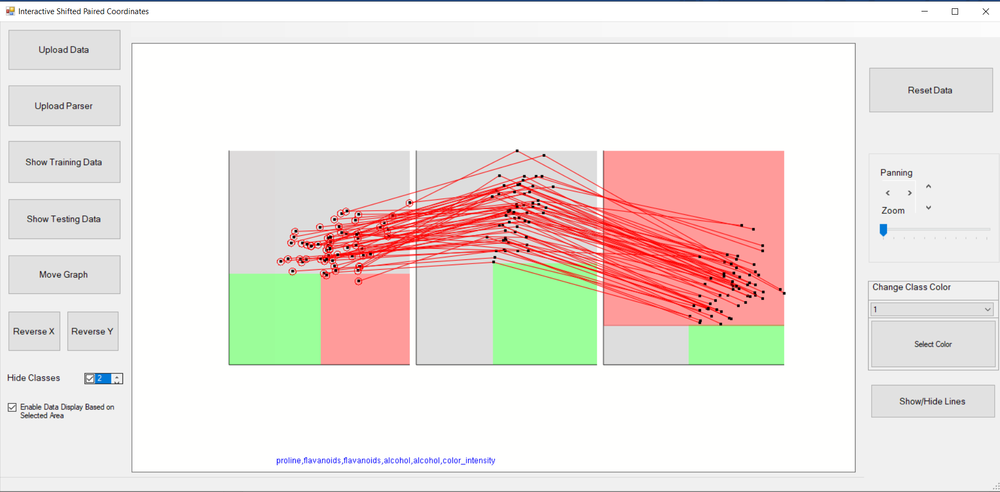 Interactive Shifted Paired Coordinates
Upload Data
Upload Parser
Show Training Data
Show Testing Data
Move Graph
Reverse X
Reverse Y
Hide Classes
2
Enable Data Display Based on
Selected Area
proline,flavanoids,flavanoids,alcohol,alcohol,color_intensity
Reset Data
Panning
Zoom
Change Class Color
1
Select Color
Show/Hide Lines